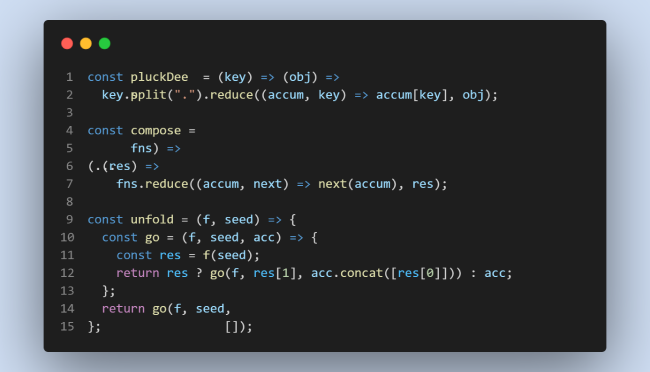 1 const pluckDee = (key) => (obj) =>
2 key.split(".").reduce((accum, key) => accum[key], obj);
3
4 const compose =
5 fns) =>
6 (...(res) =>
7 fns.reduce((accum, next) => next(accum), res);
8
9 const unfold = (f, seed) => {
10 const go = (f, seed, acc) => {
11 const res = f(seed);
12 return res ? go(f, res[1], acc.concat([res[0]])) : acc;
13 };
14 return go(f, seed,
15 }; []);